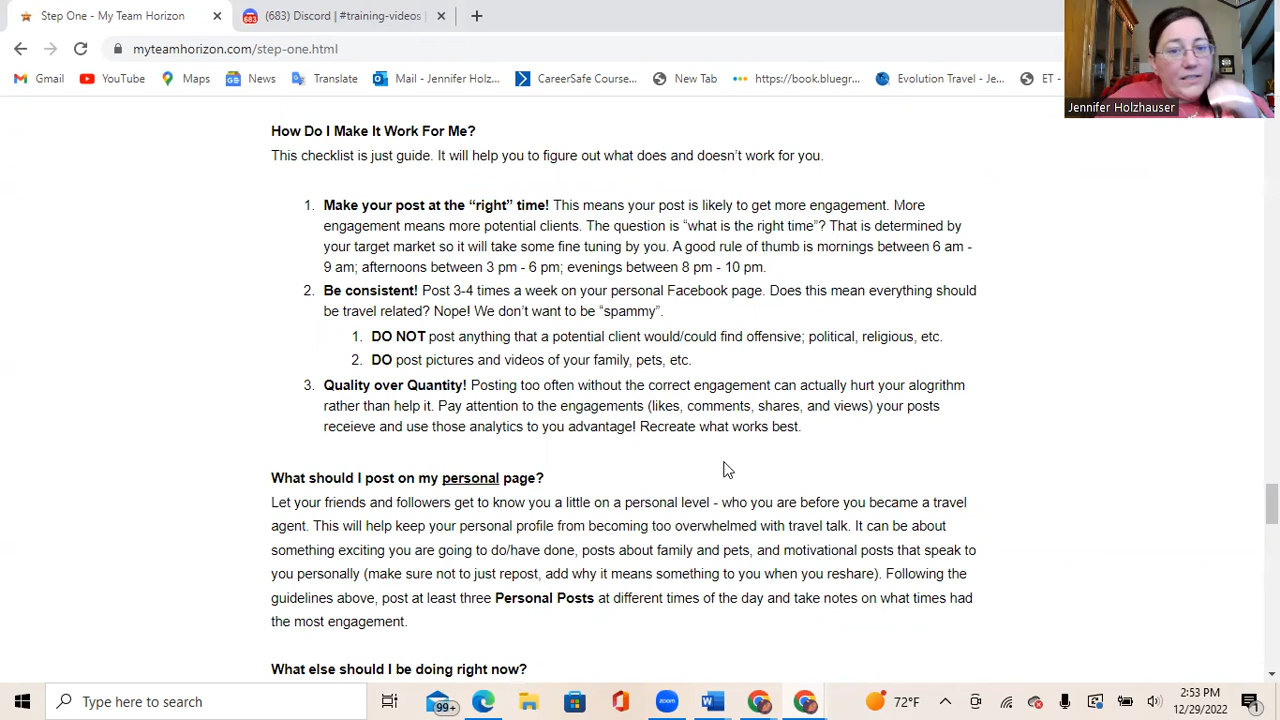 Step One - My Team Horizon
(683) Discord | #training-videos
683
myteamhorizon.com/step-one.html
Gmail YouTube Maps News Translate Mail - Jennifer Holz... CareerSafe Course... New Tab https://book.bluegr... Evolution Travel - Je... ET -
Jennifer Holzhauser
How Do I Make It Work For Me?
This checklist is just guide. It will help you to figure out what does and doesn't work for you.
1. Make your post at the “right” time! This means your post is likely to get more engagement. More
engagement means more potential clients. The question is “what is the right time”? That is determined by
your target market so it will take some fine tuning by you. A good rule of thumb is mornings between 6 am -
9 am; afternoons between 3 pm - 6 pm; evenings between 8 pm - 10 pm.
2. Be consistent! Post 3-4 times a week on your personal Facebook page. Does this mean everything should
be travel related? Nope! We don't want to be “spammy”.
1. DO NOT post anything that a potential client would/could find offensive; political, religious, etc.
2. DO post pictures and videos of your family, pets, etc.
3. Quality over Quantity! Posting too often without the correct engagement can actually hurt your alogrithm
rather than help it. Pay attention to the engagements (likes, comments, shares, and views) your posts
receieve and use those analytics to you advantage! Recreate what works best.
What should I post on my personal page?
Let your friends and followers get to know you a little on a personal level - who you are before you became a travel
agent. This will help keep your personal profile from becoming too overwhelmed with travel talk. It can be about
something exciting you are going to do/have done, posts about family and pets, and motivational posts that speak to
you personally (make sure not to just repost, add why it means something to you when you reshare). Following the
guidelines above, post at least three Personal Posts at different times of the day and take notes on what times had
the most engagement.
What else should I be doing right now?
Type here to search
99+
zoom
72°F
2:53 PM
12/29/2022
1